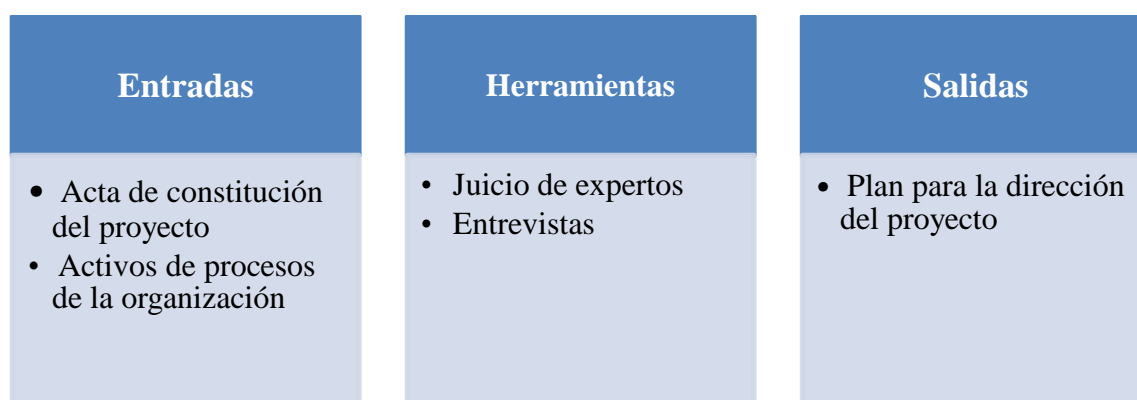 Entradas
• Acta de constitución
del proyecto
• Activos de procesos
de la organización
Herramientas
• Juicio de expertos
• Entrevistas
Salidas
• Plan para la dirección
del proyecto